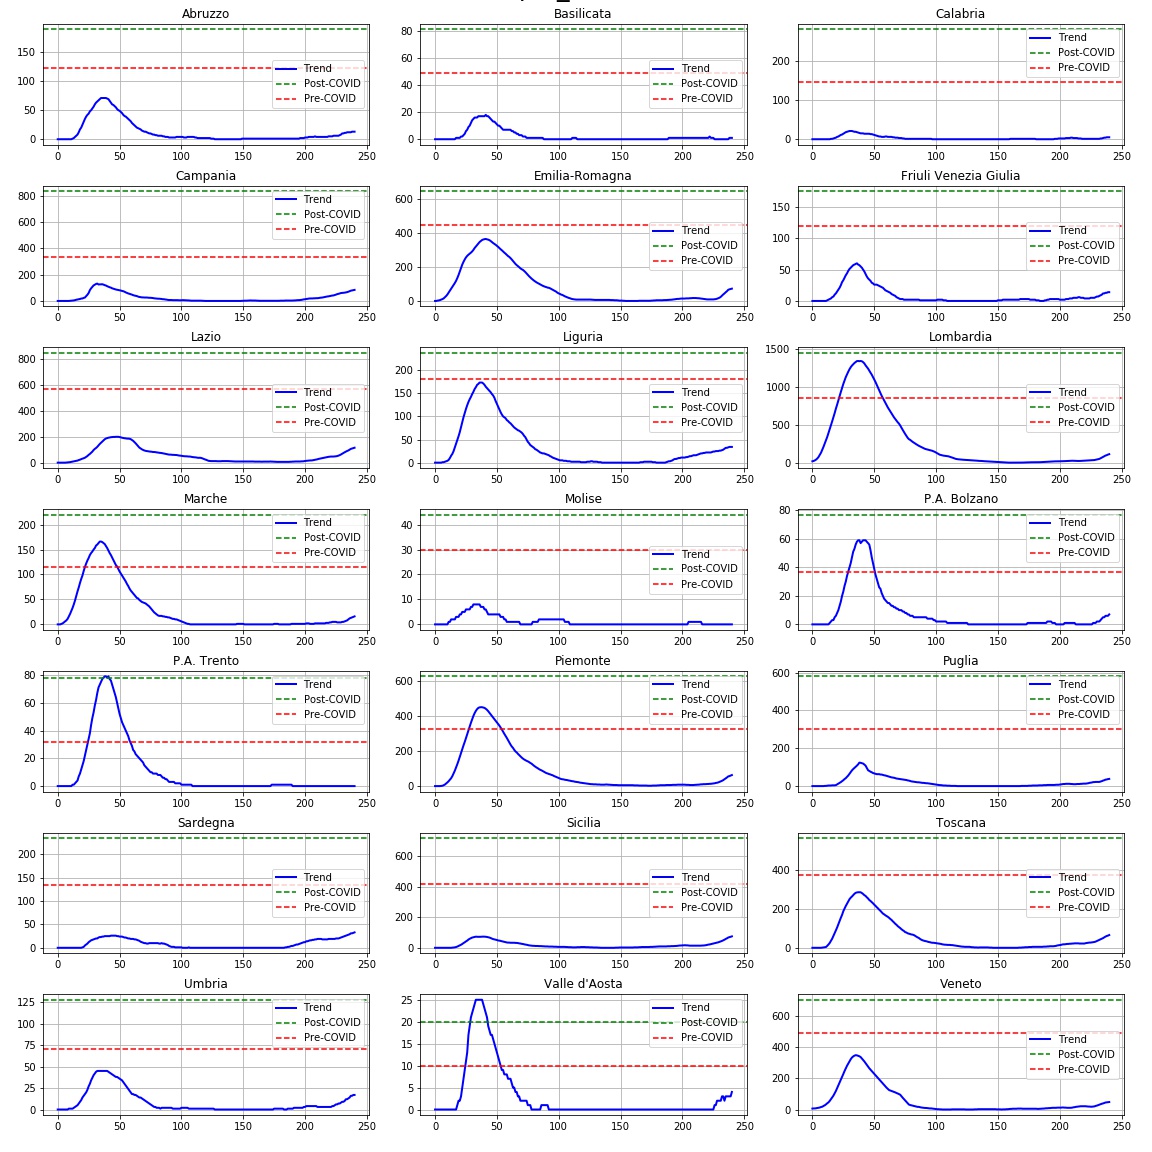 Abruzzo
150
100
50
0
Trend
Post-COVID
Pre-COVID
0 50 100 150 200 250
Basilicata
80
60
40
20
0
Trend
Post-COVID
Pre-COVID
0 50 100 150 200 250
Calabria
200
100
0
Trend
Post-COVID
Pre-COVID
0 50 100 150 200 250
Campania
800
600
400
200
0
Trend
Post-COVID
Pre-COVID
0 50 100 150 200 250
Emilia-Romagna
600
400
200
0
Trend
Post-COVID
Pre-COVID
0 50 100 150 200 250
Friuli Venezia Giulia
150
100
50
0
Trend
Post-COVID
Pre-COVID
0 50 100 150 200 250
Lazio
800
600
400
200
0
Trend
Post-COVID
Pre-COVID
0 50 100 150 200 250
Liguria
200
150
100
50
0
Trend
Post-COVID
Pre-COVID
0 50 100 150 200 250
Lombardia
1500
1000
500
0
Trend
Post-COVID
Pre-COVID
0 50 100 150 200 250
Marche
200
150
100
50
0
Trend
Post-COVID
Pre-COVID
0 50 100 150 200 250
Molise
40
30
20
10
0
Trend
Post-COVID
Pre-COVID
0 50 100 150 200 250
P.A. Bolzano
80
60
40
20
0
Trend
Post-COVID
Pre-COVID
0 50 100 150 200 250
P.A. Trento
80
60
40
20
0
Trend
Post-COVID
Pre-COVID
0 50 100 150 200 250
Piemonte
600
400
200
0
Trend
Post-COVID
Pre-COVID
0 50 100 150 200 250
Puglia
600
400
200
0
Trend
Post-COVID
Pre-COVID
0 50 100 150 200 250
Sardegna
200
150
100
50
0
Trend
Post-COVID
Pre-COVID
0 50 100 150 200 250
Sicilia
600
400
200
0
Trend
Post-COVID
Pre-COVID
0 50 100 150 200 250
Toscana
400
200
0
Trend
Post-COVID
Pre-COVID
0 50 100 150 200 250
Umbria
125
100
75
50
25
0
Trend
Post-COVID
Pre-COVID
0 50 100 150 200 250
Valle d'Aosta
25
20
15
10
5
0
Trend
Post-COVID
Pre-COVID
0 50 100 150 200 250
Veneto
600
400
200
0
Trend
Post-COVID
Pre-COVID
0 50 100 150 200 250